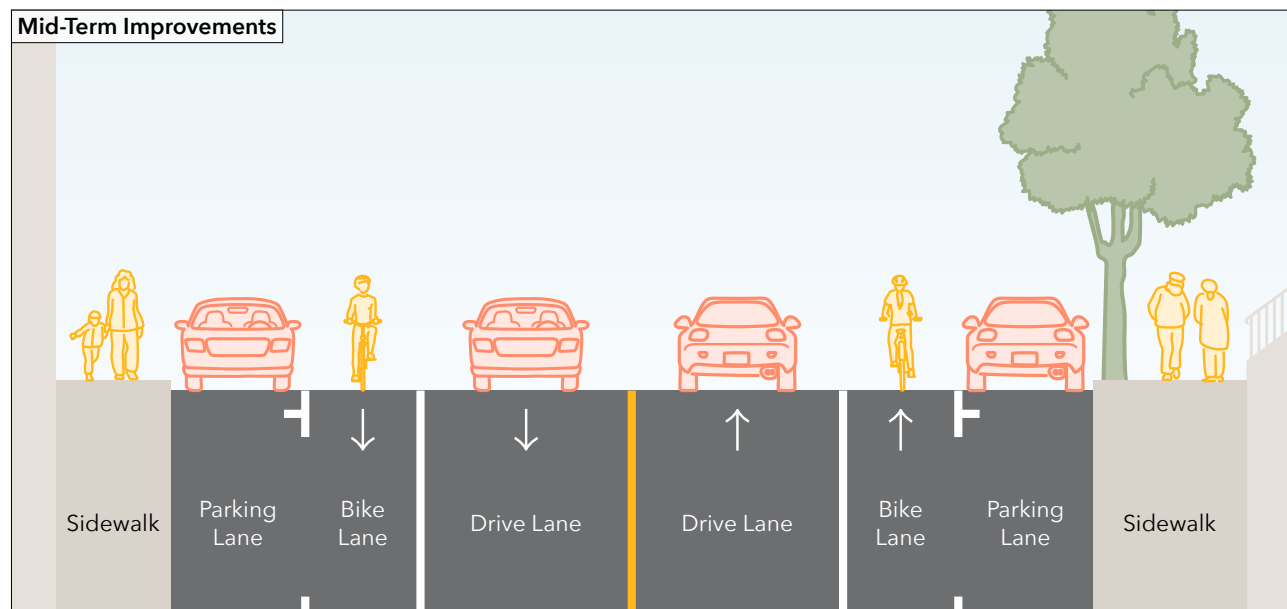 Mid-Term Improvements
Sidewalk
Parking
Lane
Bike
Lane
Drive Lane
Drive Lane
Bike
Lane
Parking
Lane
Sidewalk